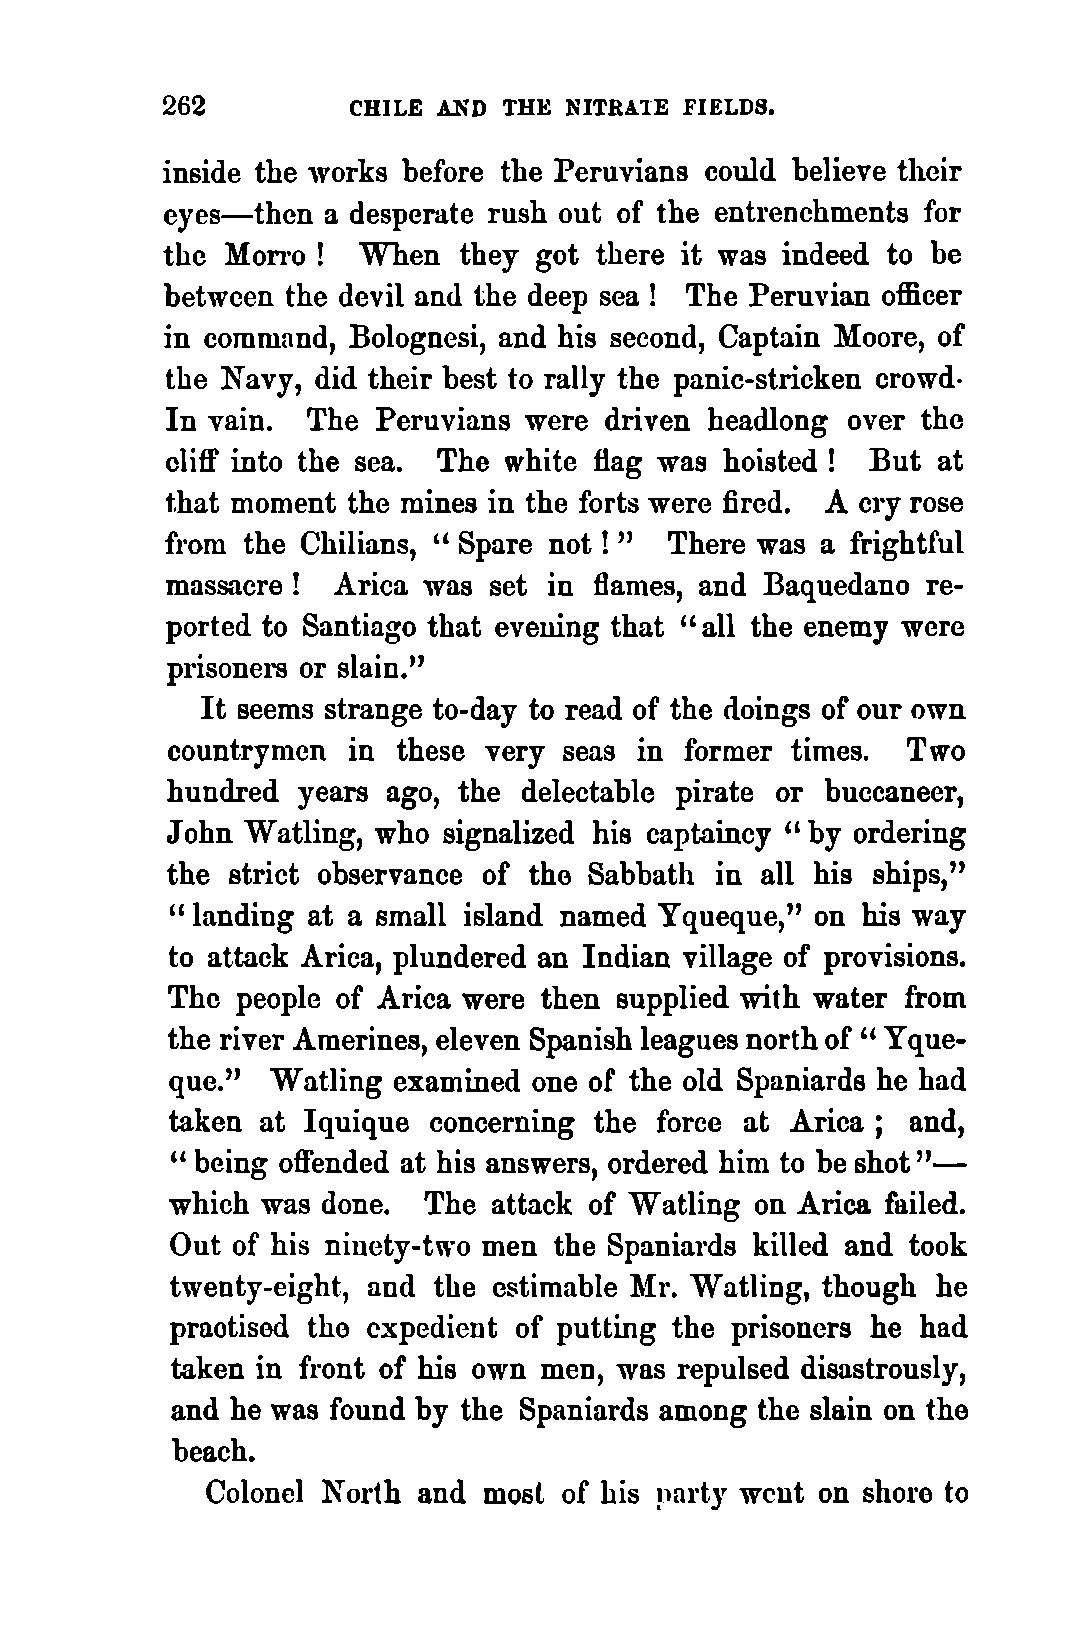 262 CHILE AND THE NITRATE FIELDS.
inside the works before the Peruvians could believe their
eyes—then a desperate rush out of the entrenchments for
the Morro ! When they got there it was indeed to be
between the devil and the deep sea ! The Peruvian officer
in command, Bolognesi, and his second, Captain Moore, of
the Navy, did their best to rally the panic-stricken crowd.
In vain. The Peruvians were driven headlong over the
cliff into the sea. The white flag was hoisted ! But at
that moment the mines in the forts were fired. A cry rose
from the Chilians, “ Spare not ! ” There was a frightful
massacre ! Arica was set in flames, and Baquedano re-
ported to Santiago that evening that “ all the enemy were
prisoners or slain.”
It seems strange to-day to read of the doings of our own
countrymen in these very seas in former times. Two
hundred years ago, the delectable pirate or buccaneer,
John Watling, who signalized his captaincy “ by ordering
the strict observance of the Sabbath in all his ships,”
“ landing at a small island named Yqueque,” on his way
to attack Arica, plundered an Indian village of provisions.
The people of Arica were then supplied with water from
the river Amerines, eleven Spanish leagues north of “ Yque-
que.” Watling examined one of the old Spaniards he had
taken at Iquique concerning the force at Arica ; and,
“ being offended at his answers, ordered him to be shot ”—
which was done. The attack of Watling on Arica failed.
Out of his ninety-two men the Spaniards killed and took
twenty-eight, and the estimable Mr. Watling, though he
practised the expedient of putting the prisoners he had
taken in front of his own men, was repulsed disastrously,
and he was found by the Spaniards among the slain on the
beach.
Colonel North and most of his party went on shore to